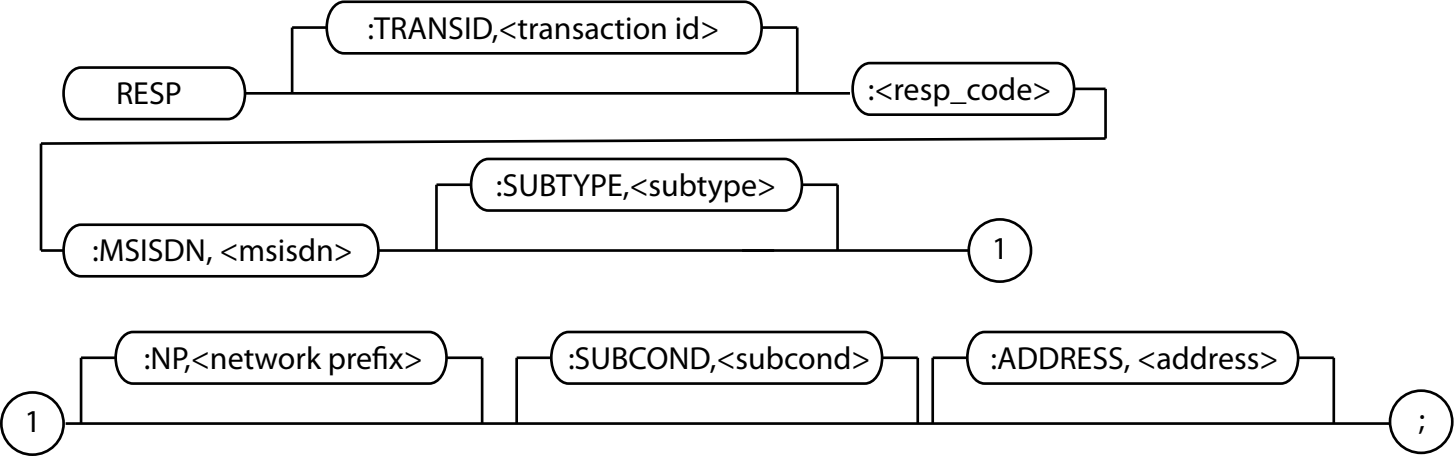 :TRANSID,<transaction id>
RESP
:<resp_code>
:SUBTYPE,<subtype>
:MSISDN, <msisdn>
1
:NP,<network prefix>
:SUBCOND,<subcond>
:ADDRESS, <address>
1
;